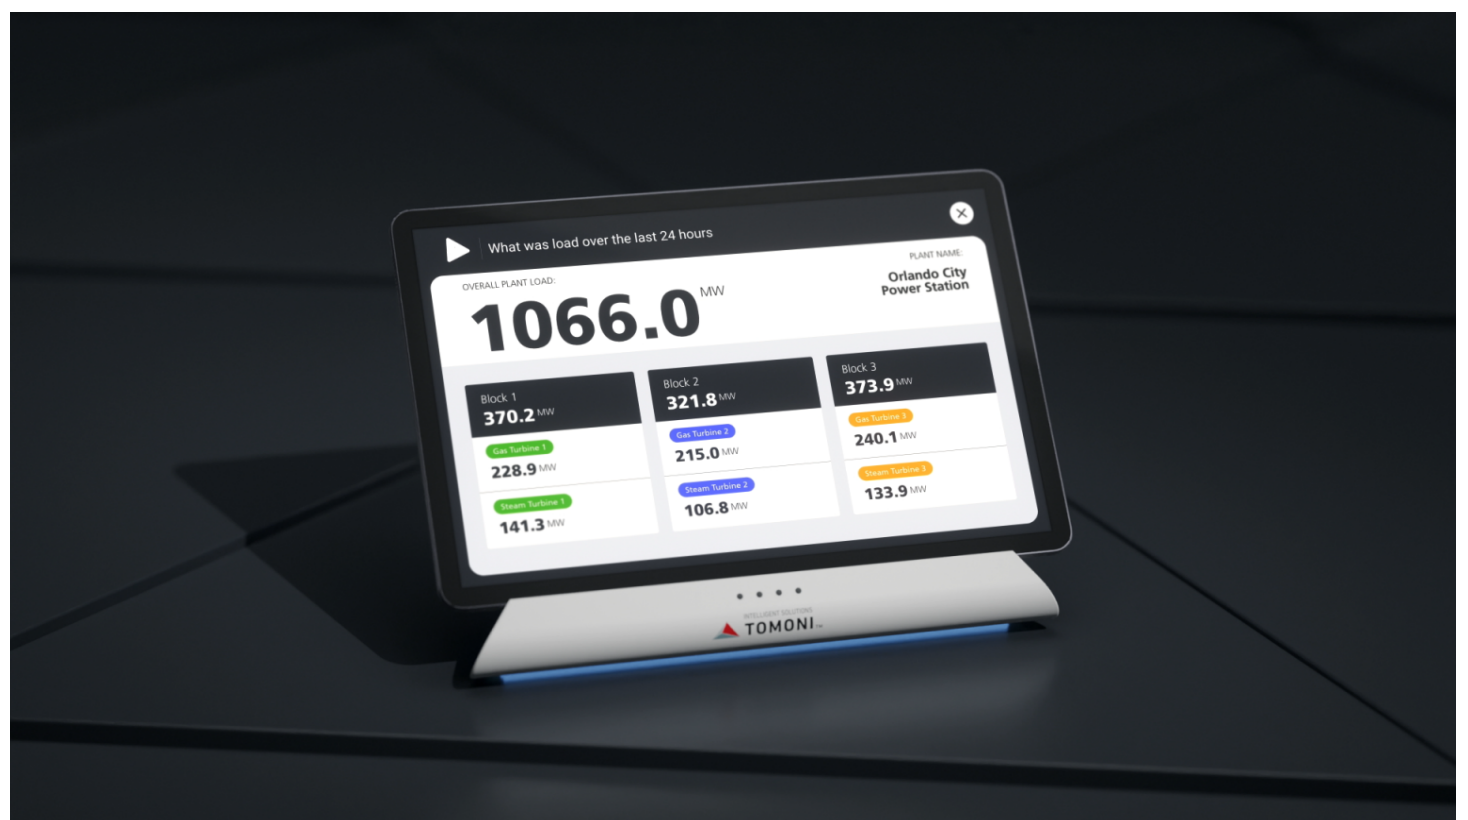 What was load over the last 24 hours
OVERALL PLANT LOAD:
1066.0 MW
PLANT NAME:
Orlando City
Power Station
Block 1
370.2 MW
Gas Turbine 1
228.9 MW
Steam Turbine 1
141.3 MW
Block 2
321.8 MW
Gas Turbine 2
215.0 MW
Steam Turbine 2
106.8 MW
Block 3
373.9 MW
Gas Turbine 3
240.1 MW
Steam Turbine 3
133.9 MW
INTELLIGENT SOLUTIONS
TOMONI™